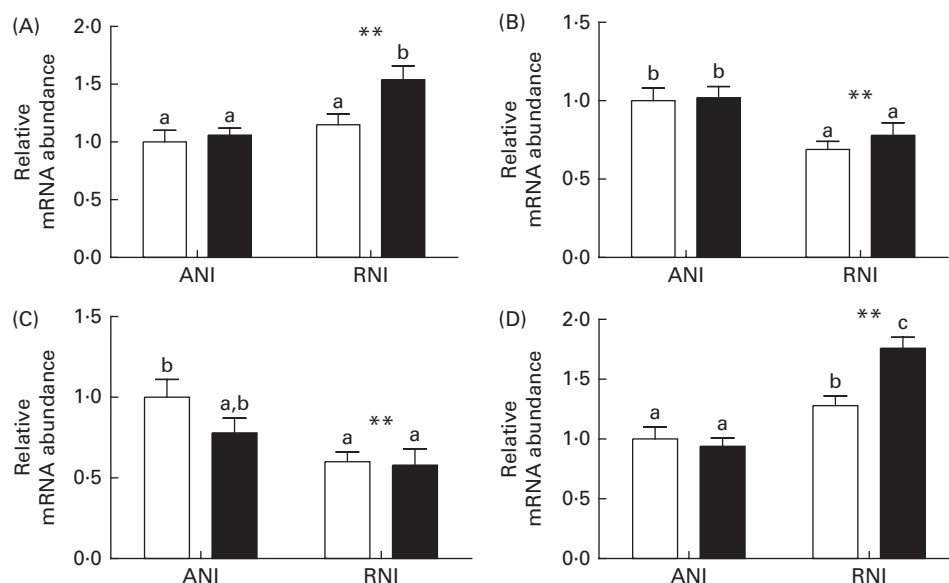 (A)
Relative
mRNA abundance
2·0
1·5
1·0
0·5
0·0
a
a
a
**
b
ANI
RNI
(B)
Relative
mRNA abundance
1·5
1·0
0·5
0·0
b
b
a
**
a
ANI
RNI
(C)
Relative
mRNA abundance
1·5
1·0
0·5
0·0
b
a,b
a
**
a
ANI
RNI
(D)
Relative
mRNA abundance
2·0
1·5
1·0
0·5
0·0
a
a
b
**
c
ANI
RNI